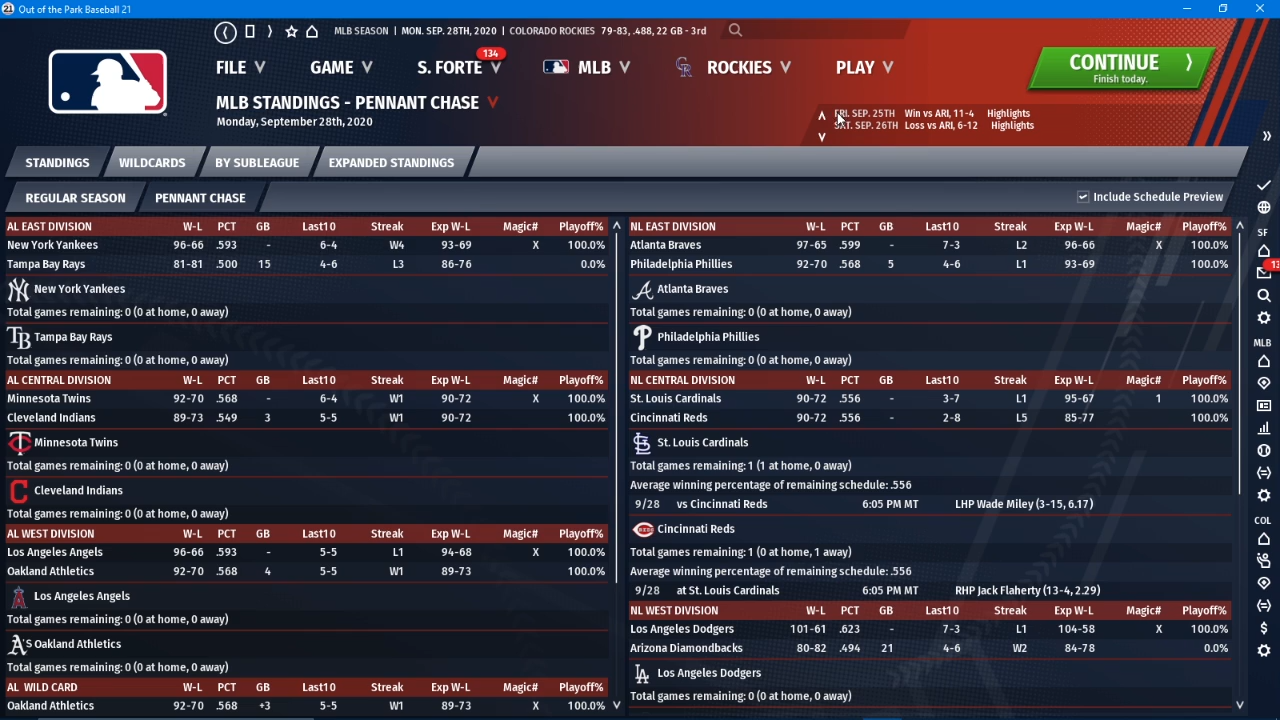 21 Out of the Park Baseball 21
MLB SEASON | MON. SEP. 28TH, 2020 | COLORADO ROCKIES 79-83, .488, 22 GB - 3rd
134
FILE GAME S. FORTE MLB ROCKIES PLAY
CONTINUE
Finish today.
MLB STANDINGS - PENNANT CHASE
Monday, September 28th, 2020
FRI. SEP. 25TH Win vs ARI, 11-4 Highlights
SAT. SEP. 26TH Loss vs ARI, 6-12 Highlights
STANDINGS WILDCARDS BY SUBLEAGUE EXPANDED STANDINGS
REGULAR SEASON PENNANT CHASE Include Schedule Preview
AL EAST DIVISION W-L PCT GB Last10 Streak Exp W-L Magic# Playoff%
New York Yankees 96-66 .593 - 6-4 W4 93-69 X 100.0%
Tampa Bay Rays 81-81 .500 15 4-6 L3 86-76 0.0%
New York Yankees
Total games remaining: 0 (0 at home, 0 away)
Tampa Bay Rays
Total games remaining: 0 (0 at home, 0 away)
AL CENTRAL DIVISION W-L PCT GB Last10 Streak Exp W-L Magic# Playoff%
Minnesota Twins 92-70 .568 - 6-4 W1 90-72 X 100.0%
Cleveland Indians 89-73 .549 3 5-5 W1 90-72 100.0%
Minnesota Twins
Total games remaining: 0 (0 at home, 0 away)
Cleveland Indians
Total games remaining: 0 (0 at home, 0 away)
AL WEST DIVISION W-L PCT GB Last10 Streak Exp W-L Magic# Playoff%
Los Angeles Angels 96-66 .593 - 5-5 L1 94-68 X 100.0%
Oakland Athletics 92-70 .568 4 5-5 W1 89-73 100.0%
Los Angeles Angels
Total games remaining: 0 (0 at home, 0 away)
Oakland Athletics
Total games remaining: 0 (0 at home, 0 away)
AL WILD CARD W-L PCT GB Last10 Streak Exp W-L Magic# Playoff%
Oakland Athletics 92-70 .568 +3 5-5 W1 89-73 X 100.0%
NL EAST DIVISION W-L PCT GB Last10 Streak Exp W-L Magic# Playoff%
Atlanta Braves 97-65 .599 - 7-3 L2 96-66 X 100.0%
Philadelphia Phillies 92-70 .568 5 4-6 L1 93-69 100.0%
Atlanta Braves
Total games remaining: 0 (0 at home, 0 away)
Philadelphia Phillies
Total games remaining: 0 (0 at home, 0 away)
NL CENTRAL DIVISION W-L PCT GB Last10 Streak Exp W-L Magic# Playoff%
St. Louis Cardinals 90-72 .556 - 3-7 L1 95-67 1 100.0%
Cincinnati Reds 90-72 .556 - 2-8 L5 85-77 100.0%
St. Louis Cardinals
Total games remaining: 1 (1 at home, 0 away)
Average winning percentage of remaining schedule: .556
9/28 vs Cincinnati Reds 6:05 PM MT LHP Wade Miley (3-15, 6.17)
Cincinnati Reds
Total games remaining: 1 (0 at home, 1 away)
Average winning percentage of remaining schedule: .556
9/28 at St. Louis Cardinals 6:05 PM MT RHP Jack Flaherty (13-4, 2.29)
NL WEST DIVISION W-L PCT GB Last10 Streak Exp W-L Magic# Playoff%
Los Angeles Dodgers 101-61 .623 - 7-3 L1 104-58 X 100.0%
Arizona Diamondbacks 80-82 .494 21 4-6 W2 84-78 0.0%
Los Angeles Dodgers
Total games remaining: 0 (0 at home, 0 away)
SF
13
MLB
COL